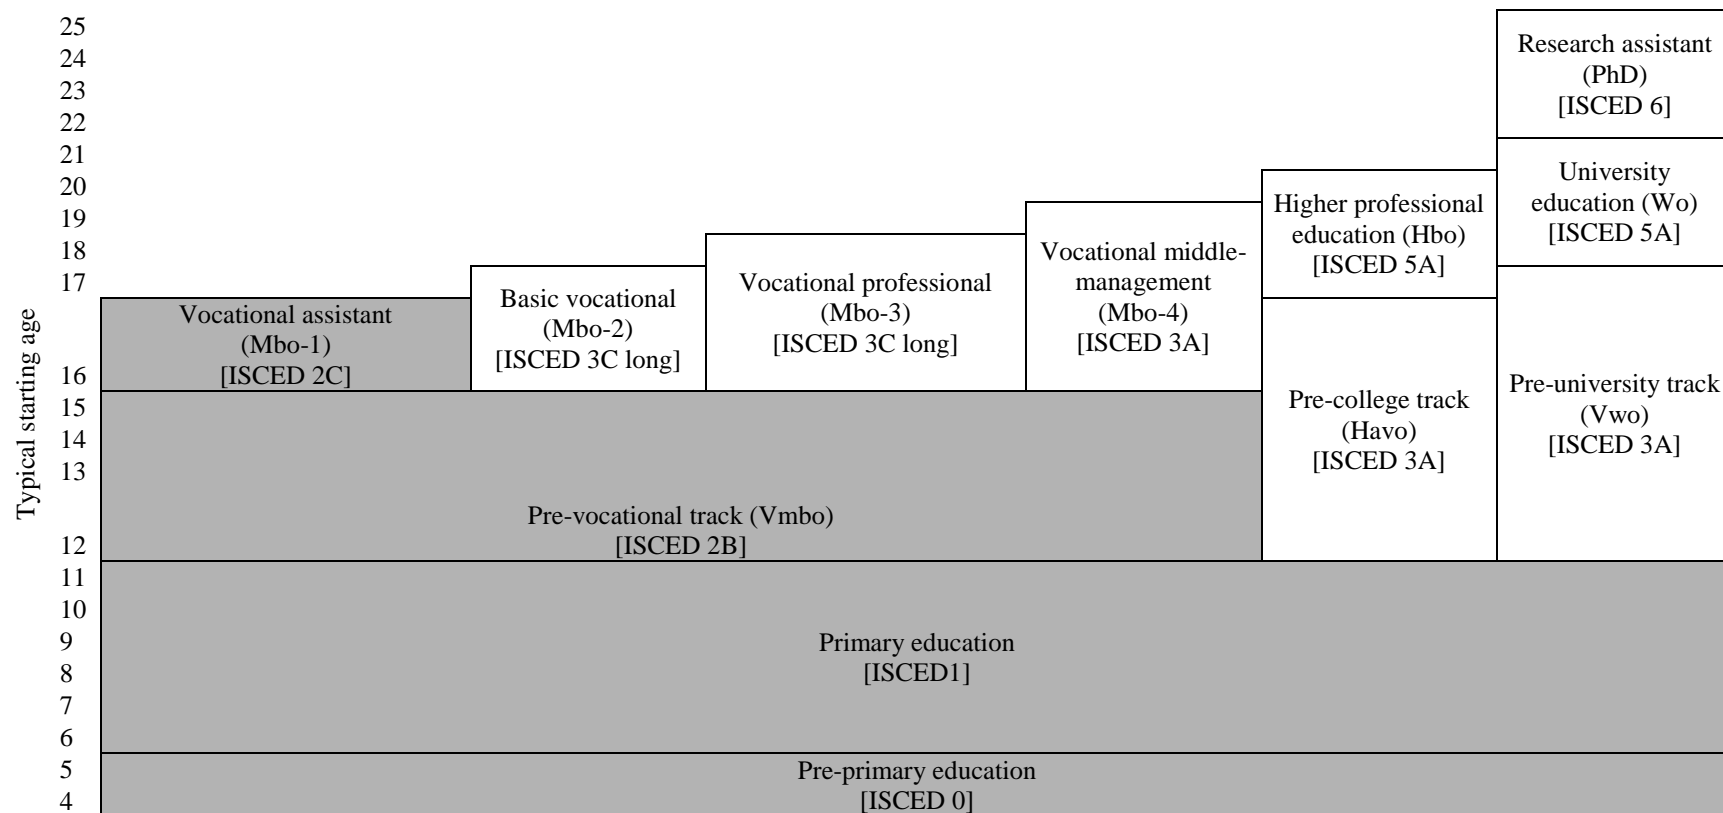 25
24
23
22
21
20
19
18
17
16
15
14
13
12
11
10
9
8
7
6
5
4
Typical starting age
Research assistant
(PhD)
[ISCED 6]
University
education (Wo)
[ISCED 5A]
Higher professional
education (Hbo)
[ISCED 5A]
Vocational middle-
management
(Mbo-4)
[ISCED 3A]
Vocational professional
(Mbo-3)
[ISCED 3C long]
Basic vocational
(Mbo-2)
[ISCED 3C long]
Vocational assistant
(Mbo-1)
[ISCED 2C]
Pre-college track
(Havo)
[ISCED 3A]
Pre-university track
(Vwo)
[ISCED 3A]
Pre-vocational track (Vmbo)
[ISCED 2B]
Primary education
[ISCED1]
Pre-primary education
[ISCED 0]